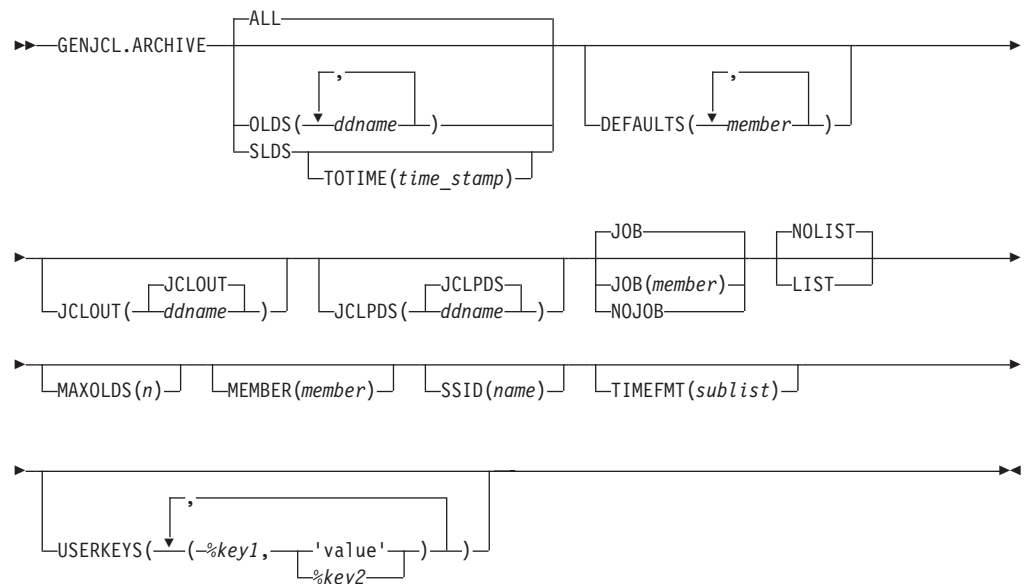 ALL
GENJCL.ARCHIVE
, ,
OLDS( ddname ) DEFAULTS( member )
SLDS
TOTIME(time_stamp)
JOB NOLIST
JCLOUT JCLPDS JOB(member) LIST
JCLOUT( ddname ) JCLPDS( ddname ) NOJOB
MAXOLDS(n) MEMBER(member) SSID(name) TIMEFMT(sublist)
,
USERKEYS( (%key1, 'value' ) )
%key2